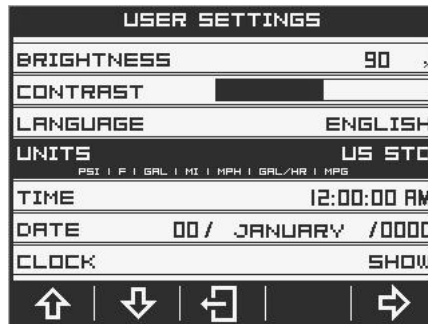 USER SETTINGS
BRIGHTNESS 90 %
CONTRAST
LANGUAGE ENGLISH
UNITS US STD
PSI | F | GAL | MI | MPH | GAL/HR | MPG
TIME 12:00:00 AM
DATE 00 / JANUARY / 0000
CLOCK SHOW